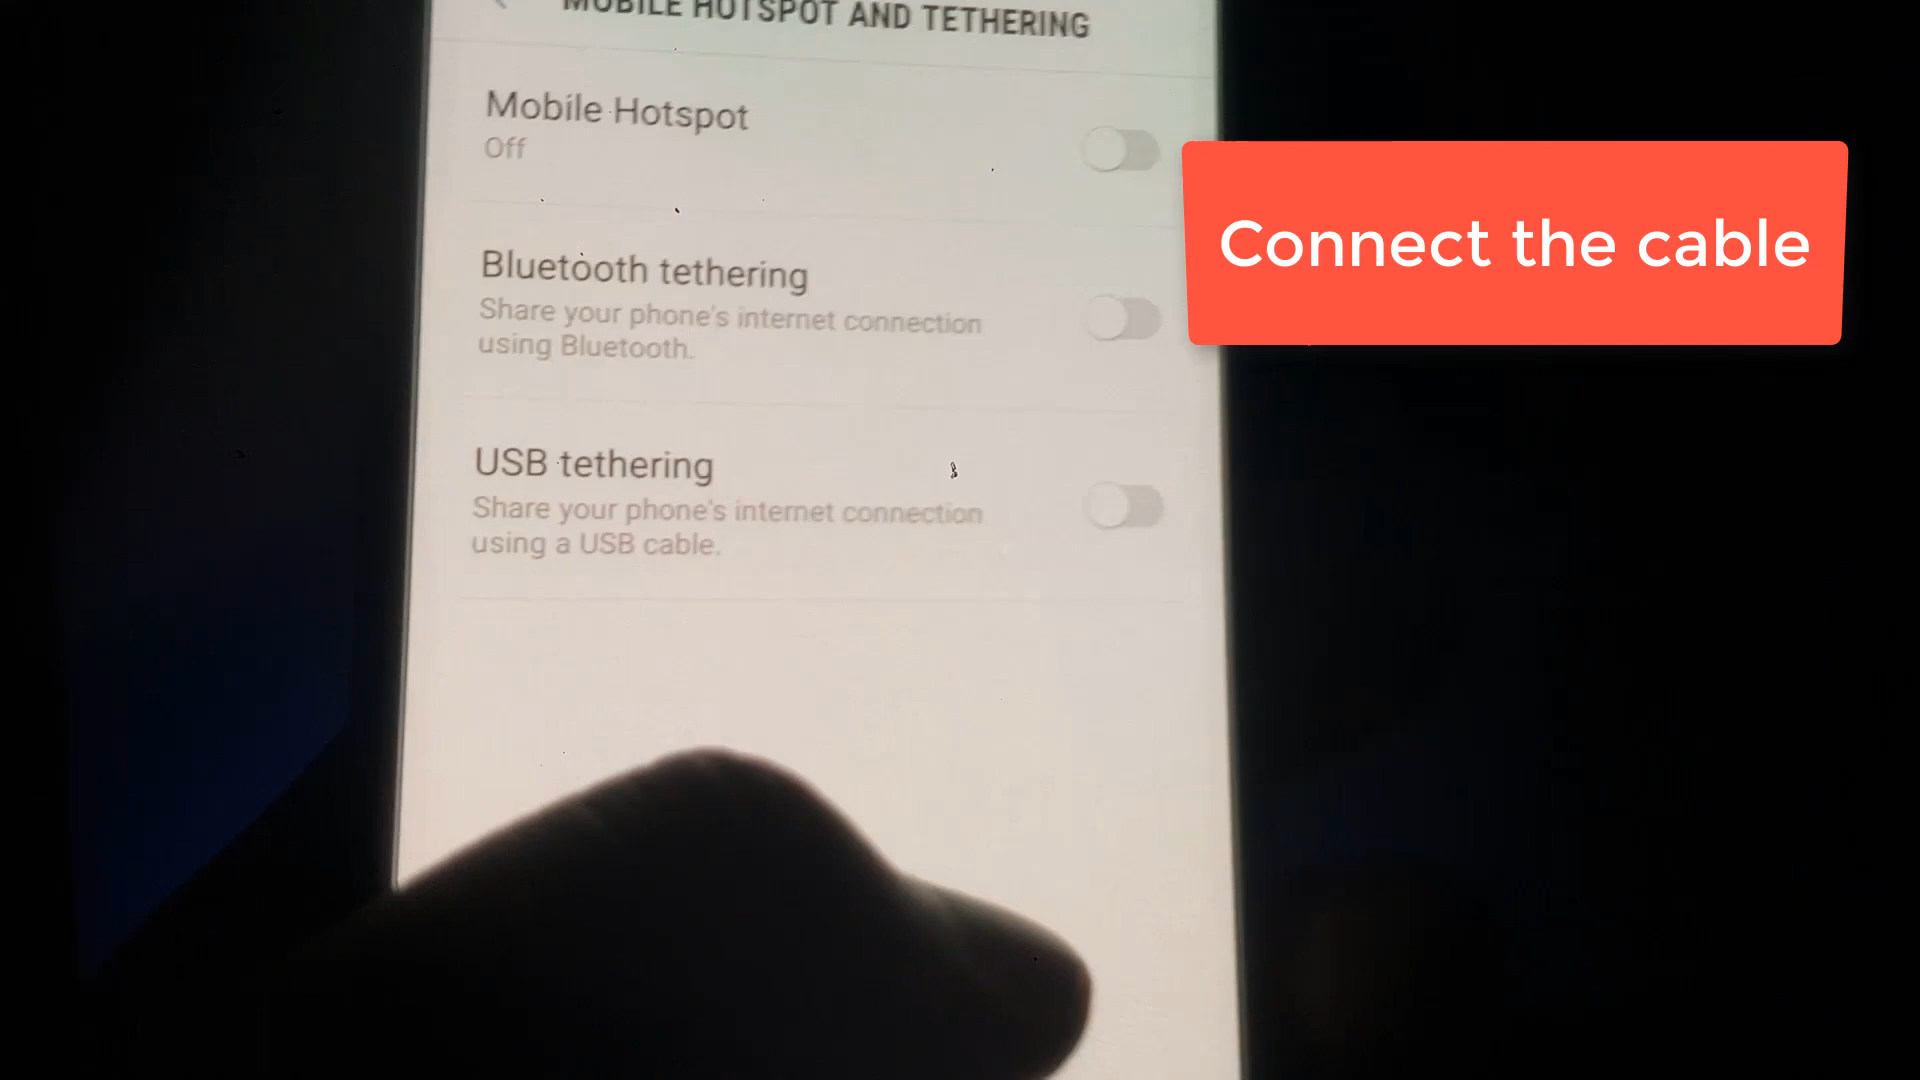 MOBILE HOTSPOT AND TETHERING
Mobile Hotspot
Off
Connect the cable
Bluetooth tethering
Share your phone's internet connection
using Bluetooth.
USB tethering
Share your phone's internet connection
using a USB cable.